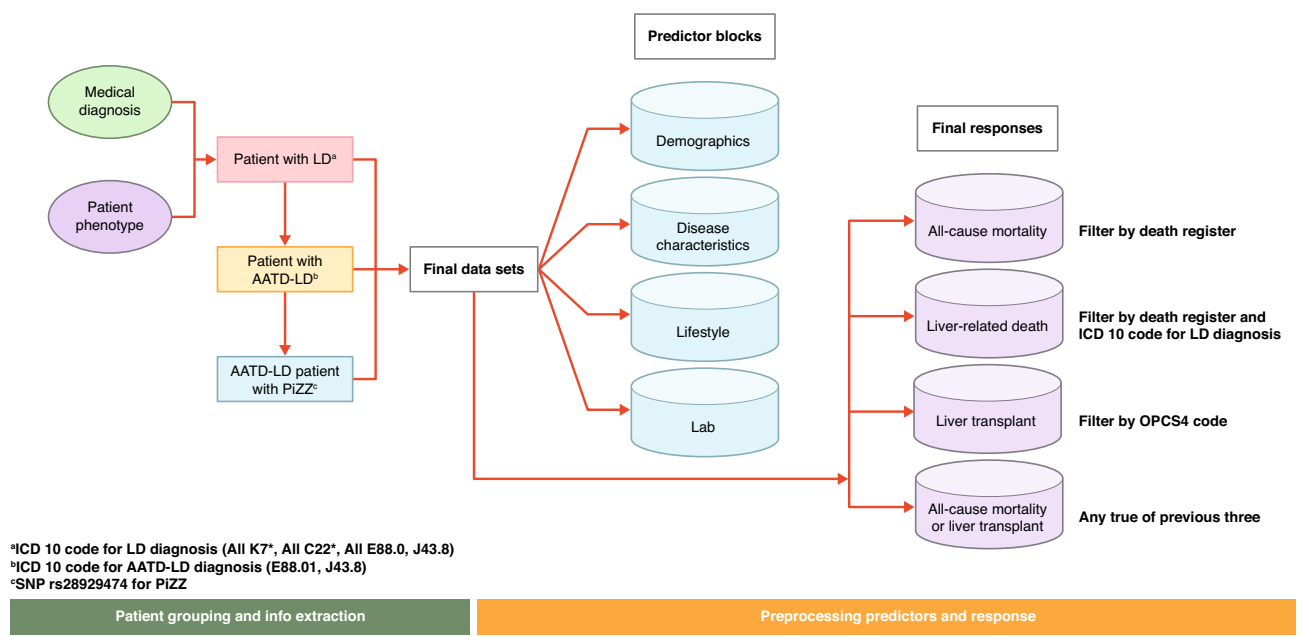 Predictor blocks
Medical
diagnosis
Patient
phenotype
Patient with LDᵃ
Patient with
AATD-LDᵇ
AATD-LD patient
with PiZZᶜ
Final data sets
Demographics
Disease
characteristics
Lifestyle
Lab
Final responses
All-cause mortality
Filter by death register
Liver-related death
Filter by death register and
ICD 10 code for LD diagnosis
Liver transplant
Filter by OPCS4 code
All-cause mortality
or liver transplant
Any true of previous three
ᵃICD 10 code for LD diagnosis (All K7*, All C22*, All E88.0, J43.8)
ᵇICD 10 code for AATD-LD diagnosis (E88.01, J43.8)
ᶜSNP rs28929474 for PiZZ
Patient grouping and info extraction
Preprocessing predictors and response